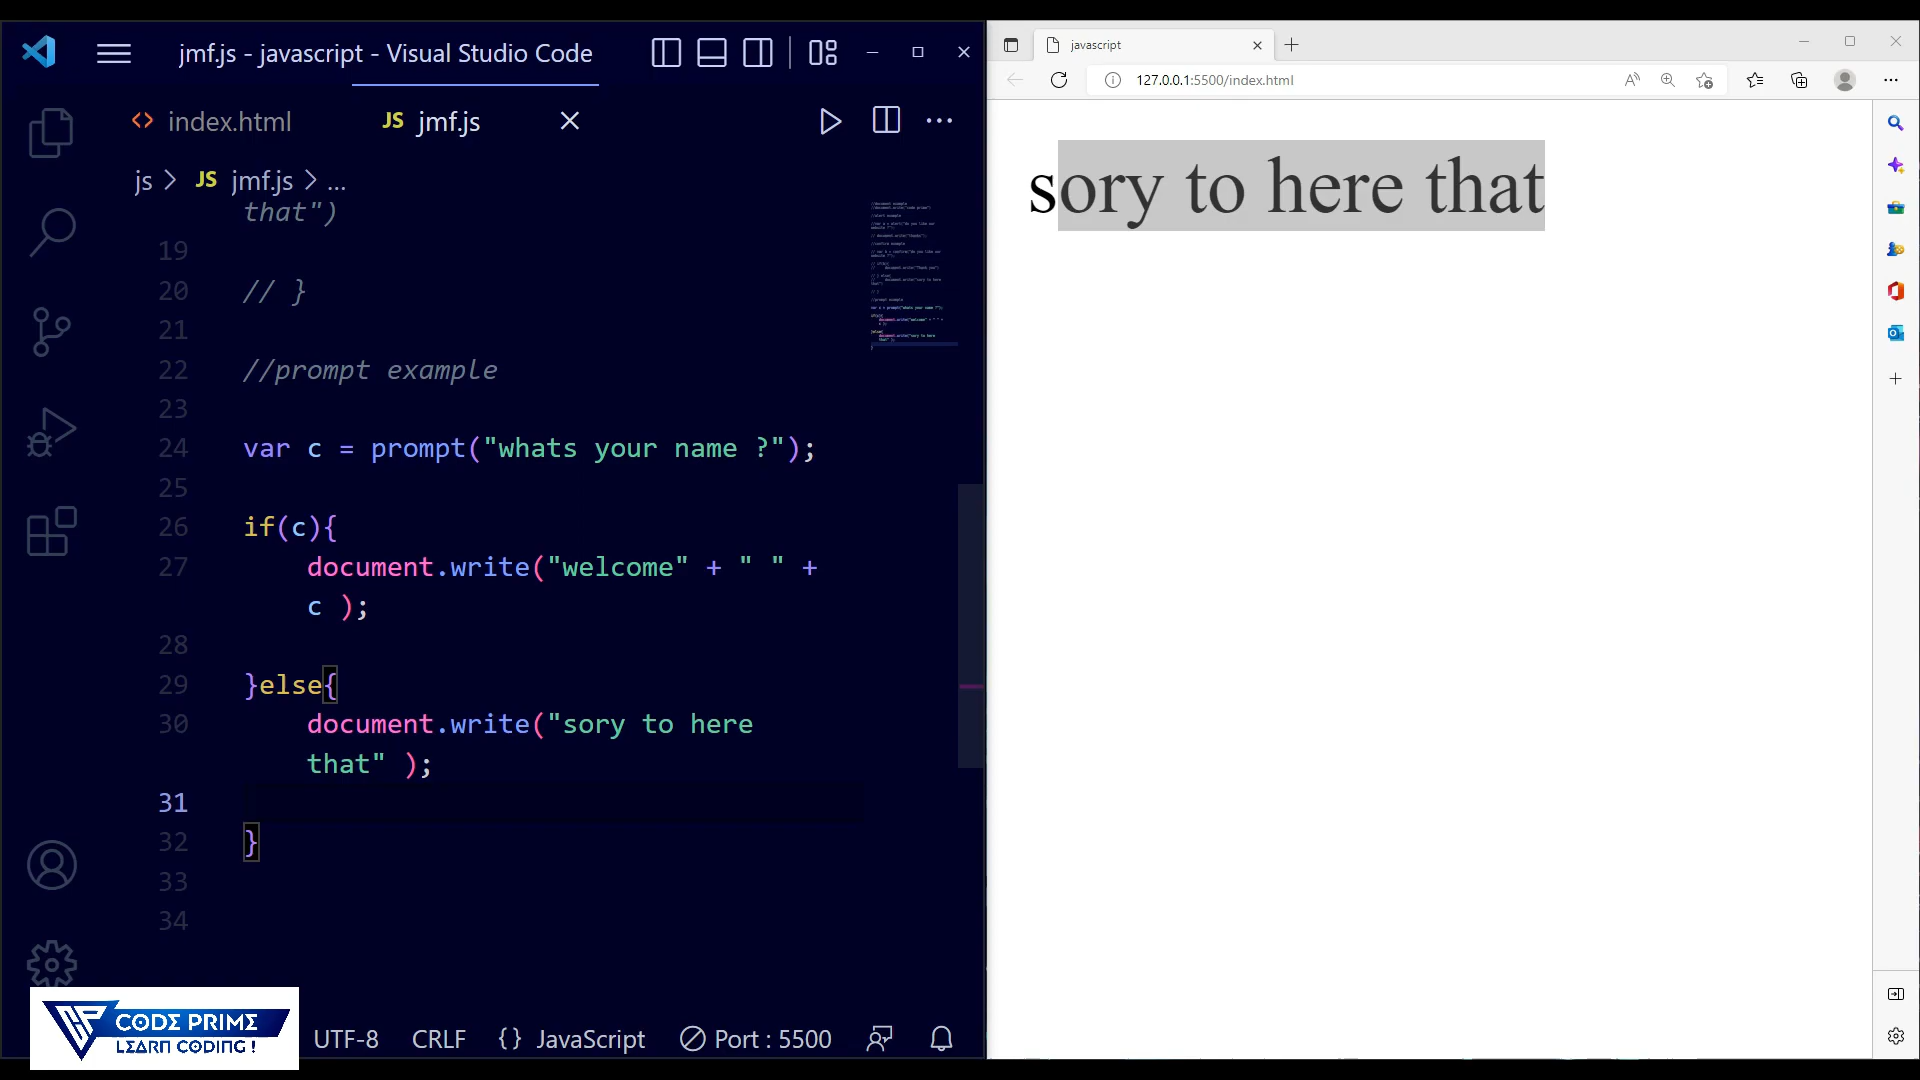 jmf.js - javascript - Visual Studio Code
index.html
JS jmf.js
js > JS jmf.js > ...
that")
19
20 // }
21
22 //prompt example
23
24 var c = prompt("whats your name ?");
25
26 if(c){
27 document.write("welcome" + " " +
c );
28
29 }else{
30 document.write("sory to here
that" );
31
32 }
33
34
CODE PRIME
LEARN CODING !
UTF-8 CRLF {} JavaScript Port : 5500
javascript
127.0.0.1:5500/index.html
sory to here that